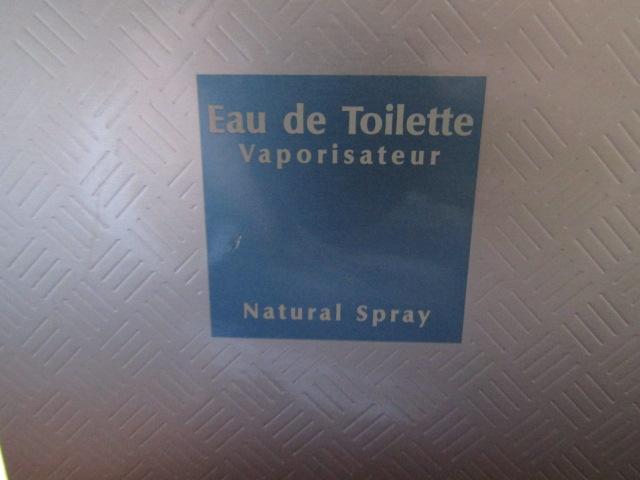 Eau de Toilette
Vaporisateur
Natural Spray